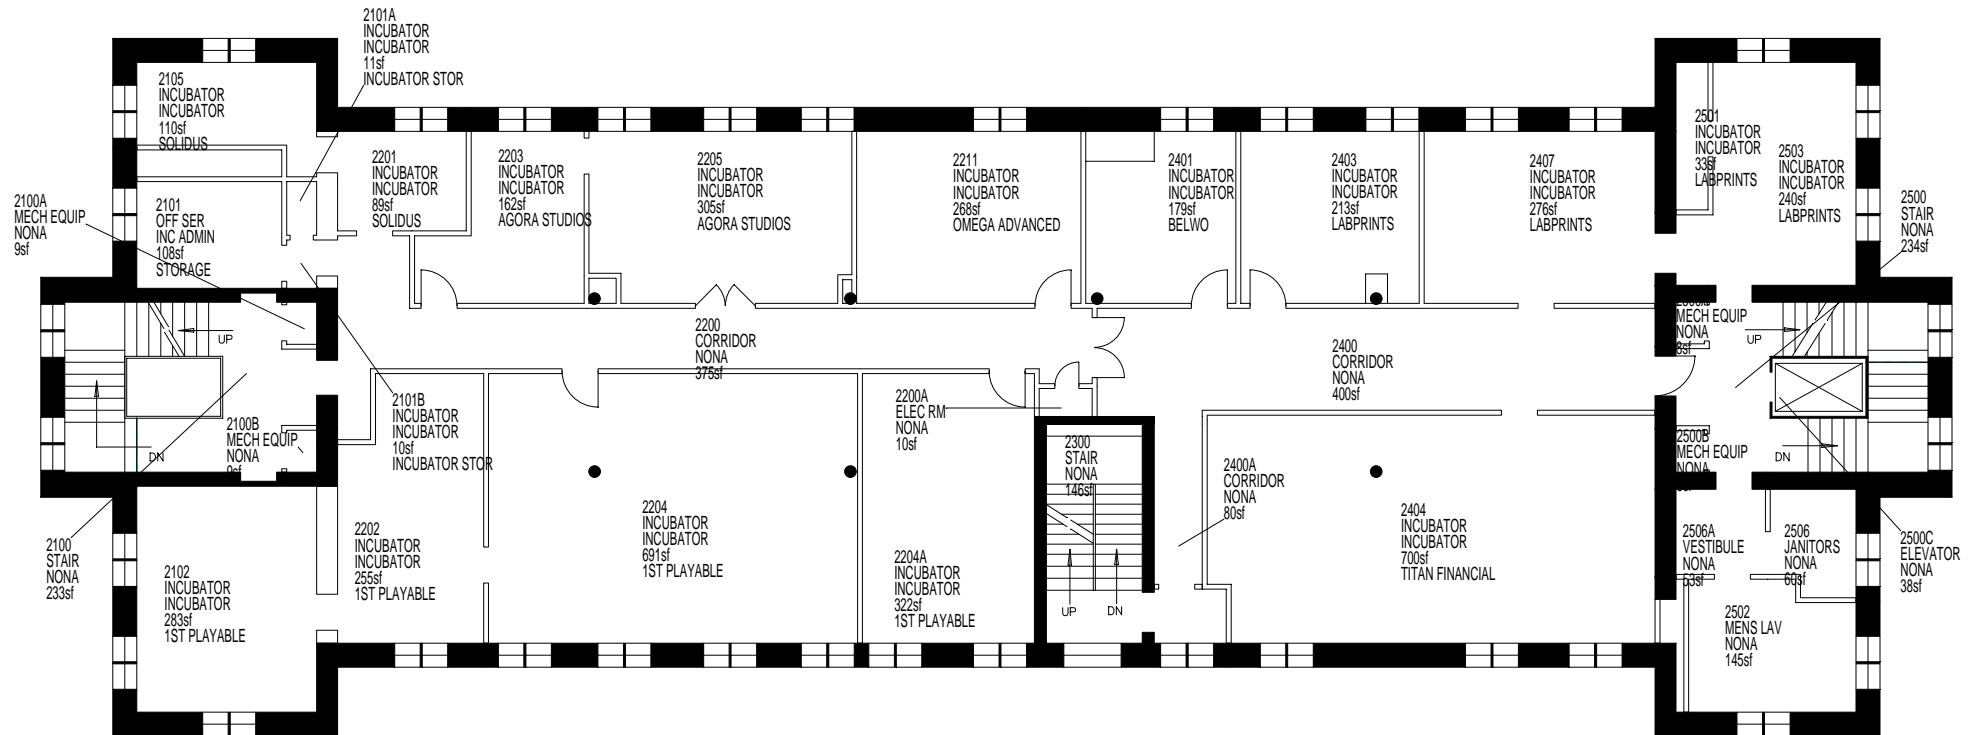 2101A
INCUBATOR
INCUBATOR
11sf
INCUBATOR STOR
2105
INCUBATOR
INCUBATOR
110sf
SOLIDUS
2100A
MECH EQUIP
NONA
9sf
2101
OFF SER
INC ADMIN
108sf
STORAGE
2201
INCUBATOR
INCUBATOR
89sf
SOLIDUS
2203
INCUBATOR
INCUBATOR
162sf
AGORA STUDIOS
2205
INCUBATOR
INCUBATOR
305sf
AGORA STUDIOS
2211
INCUBATOR
INCUBATOR
268sf
OMEGA ADVANCED
2401
INCUBATOR
INCUBATOR
179sf
BELWO
2403
INCUBATOR
INCUBATOR
213sf
LABPRINTS
2407
INCUBATOR
INCUBATOR
276sf
LABPRINTS
2501
INCUBATOR
INCUBATOR
33sf
LABPRINTS
2503
INCUBATOR
INCUBATOR
240sf
LABPRINTS
2500
STAIR
NONA
234sf
UP
DN
2100B
MECH EQUIP
NONA
9sf
2101B
INCUBATOR
INCUBATOR
10sf
INCUBATOR STOR
2200
CORRIDOR
NONA
375sf
2200A
ELEC RM
NONA
10sf
2400
CORRIDOR
NONA
400sf
MECH EQUIP
NONA
8sf
UP
2500B
MECH EQUIP
NONA
DN
2100
STAIR
NONA
233sf
2102
INCUBATOR
INCUBATOR
283sf
1ST PLAYABLE
2202
INCUBATOR
INCUBATOR
255sf
1ST PLAYABLE
2204
INCUBATOR
INCUBATOR
691sf
1ST PLAYABLE
2204A
INCUBATOR
INCUBATOR
322sf
1ST PLAYABLE
2300
STAIR
NONA
146sf
UP
DN
2400A
CORRIDOR
NONA
80sf
2404
INCUBATOR
INCUBATOR
700sf
TITAN FINANCIAL
2506A
VESTIBULE
NONA
53sf
2506
JANITORS
NONA
60sf
2502
MENS LAV
NONA
145sf
2500C
ELEVATOR
NONA
38sf